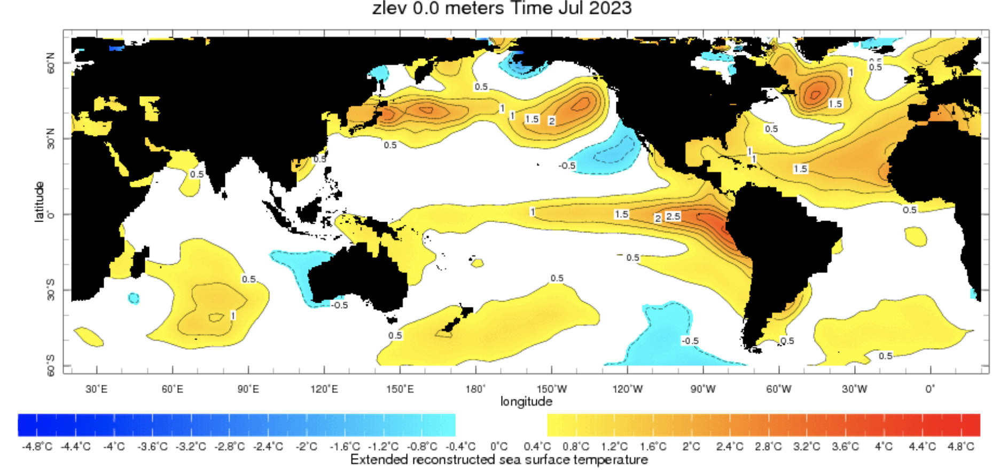 zlev 0.0 meters Time Jul 2023
60°N
30°N
0°
30°S
60°S
latitude
0.5
0.5
1
0.5
1
1
1.5
2
1.5
0.5
0.5
0.5
1
1
0.5
-0.5
1.5
0.5
1
1.5
2
2.5
0.5
0.5
0.5
0.5
-0.5
1
0.5
-0.5
0.5
0.5
30°E
60°E
90°E
120°E
150°E
180°
150°W
120°W
90°W
60°W
30°W
0°
longitude
-4.8°C
-4.4°C
-4°C
-3.6°C
-3.2°C
-2.8°C
-2.4°C
-2°C
-1.6°C
-1.2°C
-0.8°C
-0.4°C
0°C
0.4°C
0.8°C
1.2°C
1.6°C
2°C
2.4°C
2.8°C
3.2°C
3.6°C
4°C
4.4°C
4.8°C
Extended reconstructed sea surface temperature